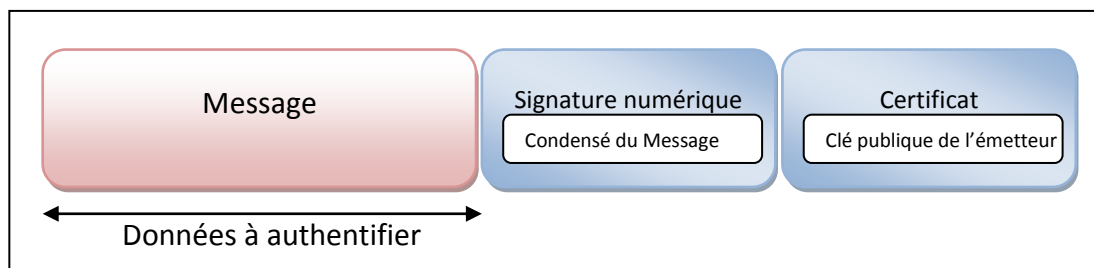 Message
Signature numérique
Condensé du Message
Certificat
Clé publique de l’émetteur
Données à authentifier